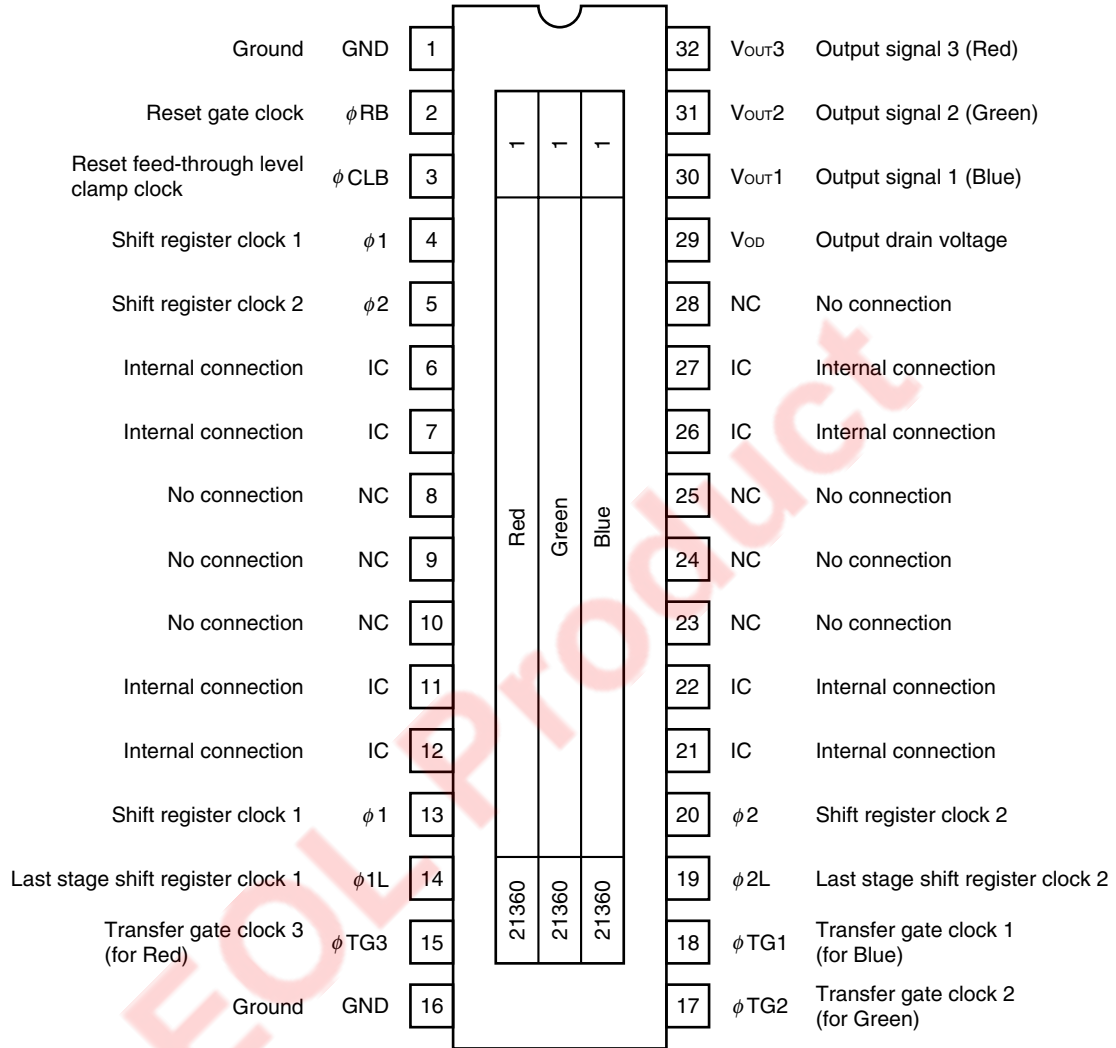 Ground GND 1 32 VOUT3 Output signal 3 (Red)
Reset gate clock ϕRB 2 31 VOUT2 Output signal 2 (Green)
Reset feed-through level
clamp clock ϕCLB 3 30 VOUT1 Output signal 1 (Blue)
Shift register clock 1 ϕ1 4 29 VOD Output drain voltage
Shift register clock 2 ϕ2 5 28 NC No connection
Internal connection IC 6 27 IC Internal connection
Internal connection IC 7 26 IC Internal connection
No connection NC 8 25 NC No connection
No connection NC 9 24 NC No connection
No connection NC 10 23 NC No connection
Internal connection IC 11 22 IC Internal connection
Internal connection IC 12 21 IC Internal connection
Shift register clock 1 ϕ1 13 20 ϕ2 Shift register clock 2
Last stage shift register clock 1 ϕ1L 14 19 ϕ2L Last stage shift register clock 2
Transfer gate clock 3
(for Red) ϕTG3 15 18 ϕTG1 Transfer gate clock 1
(for Blue)
Ground GND 16 17 ϕTG2 Transfer gate clock 2
(for Green)
1 1 1
Red Green Blue
21360 21360 21360
EOL Product